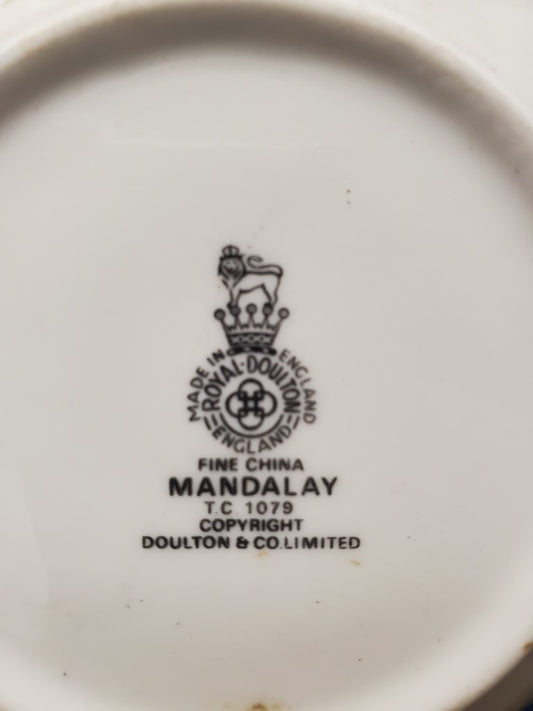 MADE IN ENGLAND
ROYAL·DOULTON
ENGLAND
FINE CHINA
MANDALAY
T.C. 1079
COPYRIGHT
DOULTON & CO.LIMITED